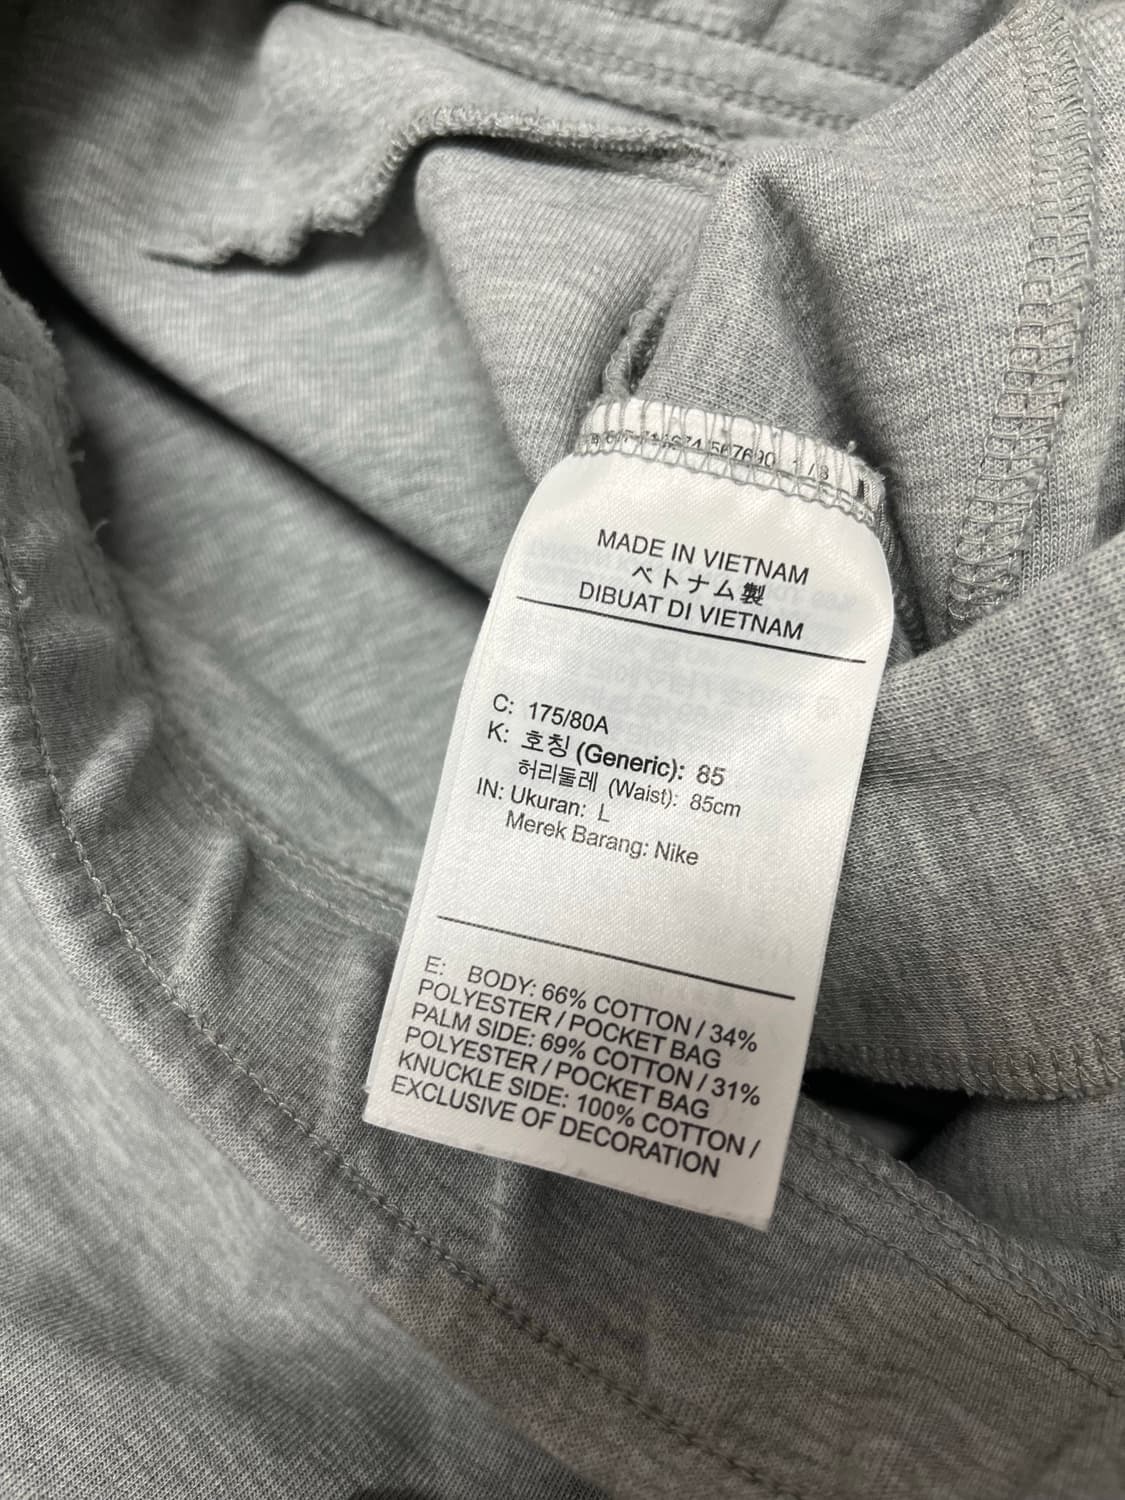 MADE IN VIETNAM
ベトナム製
DIBUAT DI VIETNAM
C: 175/80A
K: 호칭 (Generic): 85
허리둘레 (Waist): 85cm
IN: Ukuran: L
Merek Barang: Nike
E: BODY: 66% COTTON / 34%
POLYESTER / POCKET BAG
PALM SIDE: 69% COTTON / 31%
POLYESTER / POCKET BAG
KNUCKLE SIDE: 100% COTTON /
EXCLUSIVE OF DECORATION